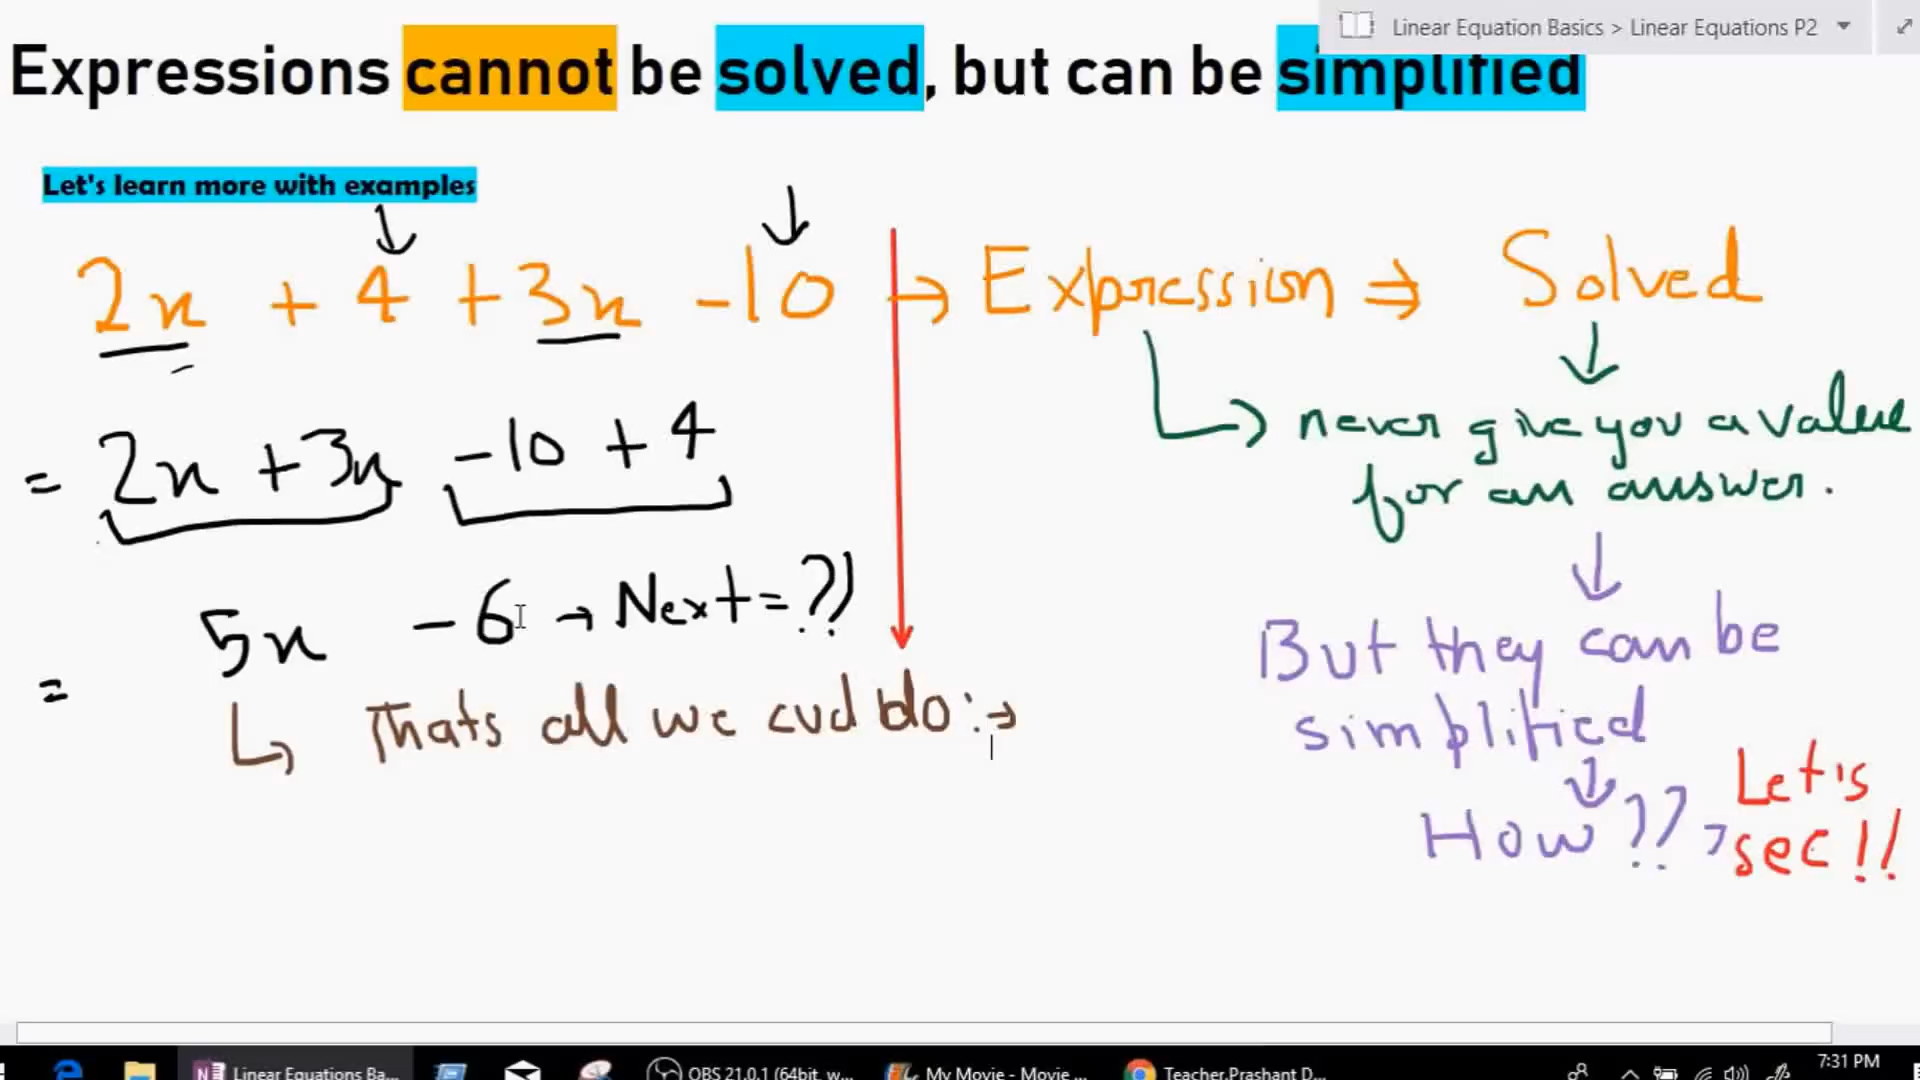 Linear Equation Basics > Linear Equations P2
Expressions cannot be solved, but can be simplified
Let's learn more with examples
2x + 4 + 3x - 10 → Expression ⇒ Solved
never give you a value
for an answer.
= 2x + 3x - 10 + 4
5x - 6 → Next = ??
=
Thats all we cud do :→
But they can be
simplified
How ??, Let's
see !!
Linear Equations Ba...
OBS 21.0.1 (64bit, w...
My Movie - Movie ...
Teacher,Prashant D...
7:31 PM